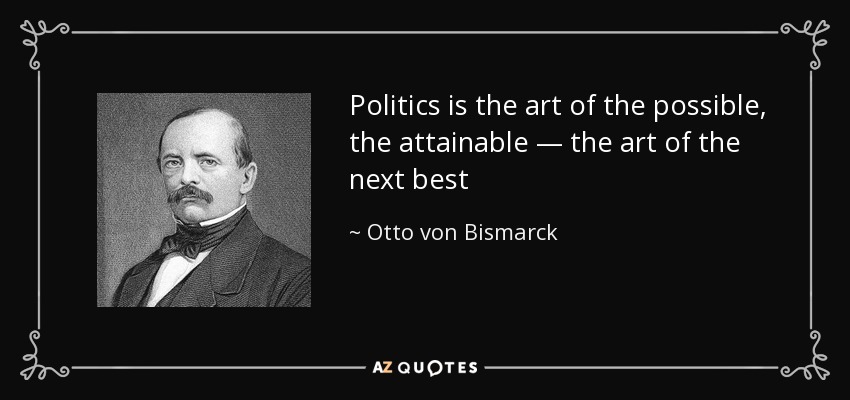 Politics is the art of the possible,
the attainable — the art of the
next best
~ Otto von Bismarck
AZ QUOTES